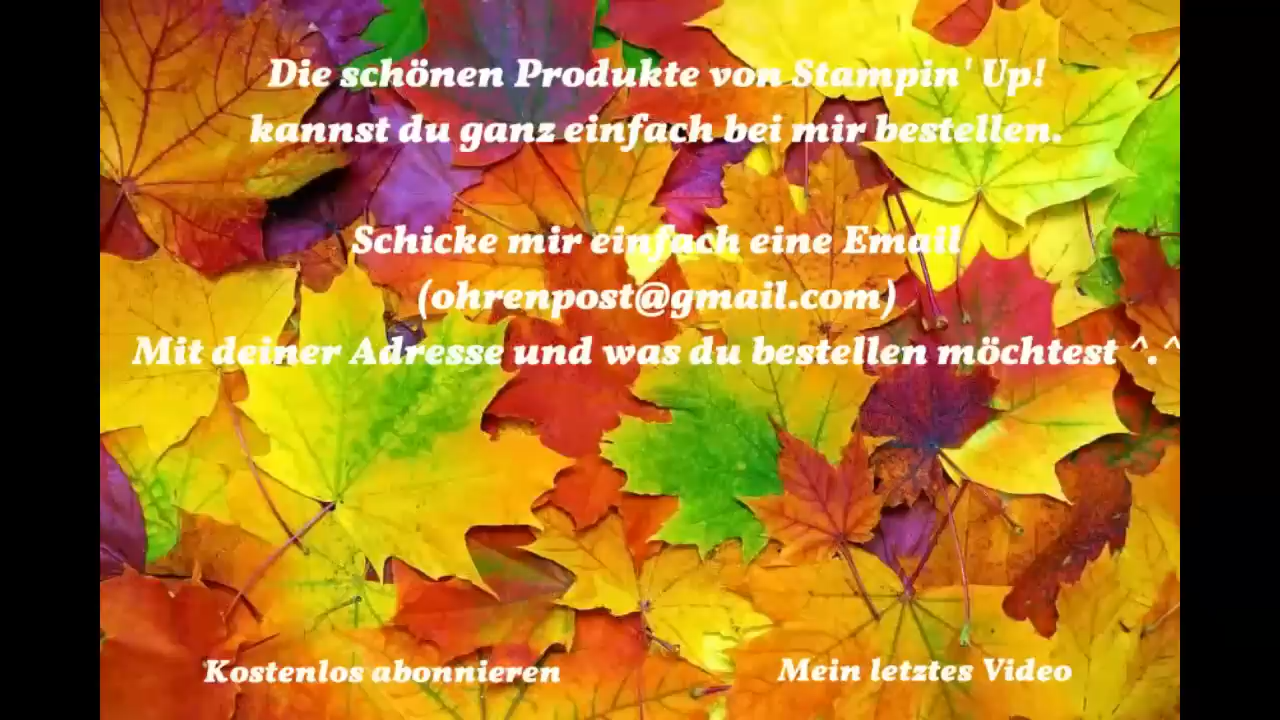 Die schönen Produkte von Stampin' Up!
kannst du ganz einfach bei mir bestellen.
Schicke mir einfach eine Email
(ohrenpost@gmail.com)
Mit deiner Adresse und was du bestellen möchtest ^.^
Kostenlos abonnieren
Mein letztes Video